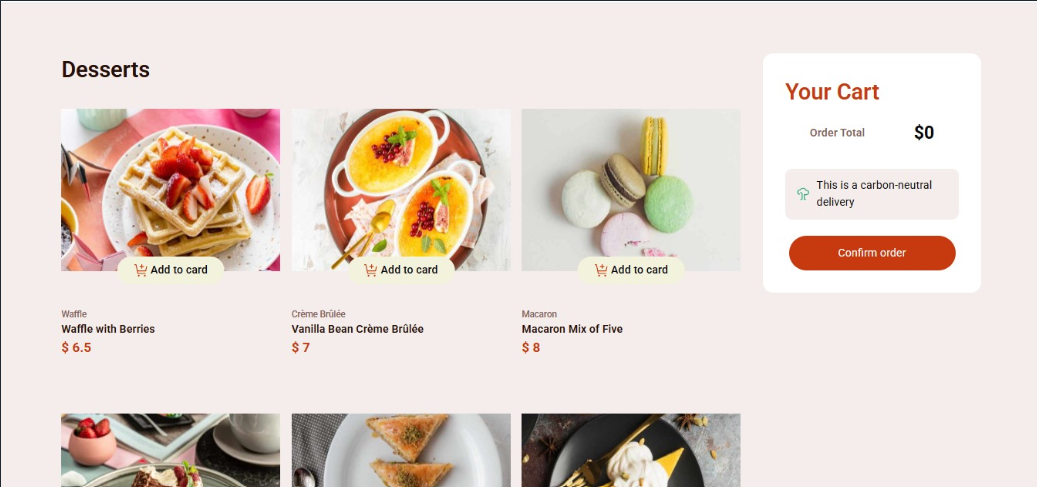 Desserts
Add to card
Waffle
Waffle with Berries
$ 6.5
Add to card
Crème Brûlée
Vanilla Bean Crème Brûlée
$ 7
Add to card
Macaron
Macaron Mix of Five
$ 8
Your Cart
Order Total
$0
This is a carbon-neutral
delivery
Confirm order